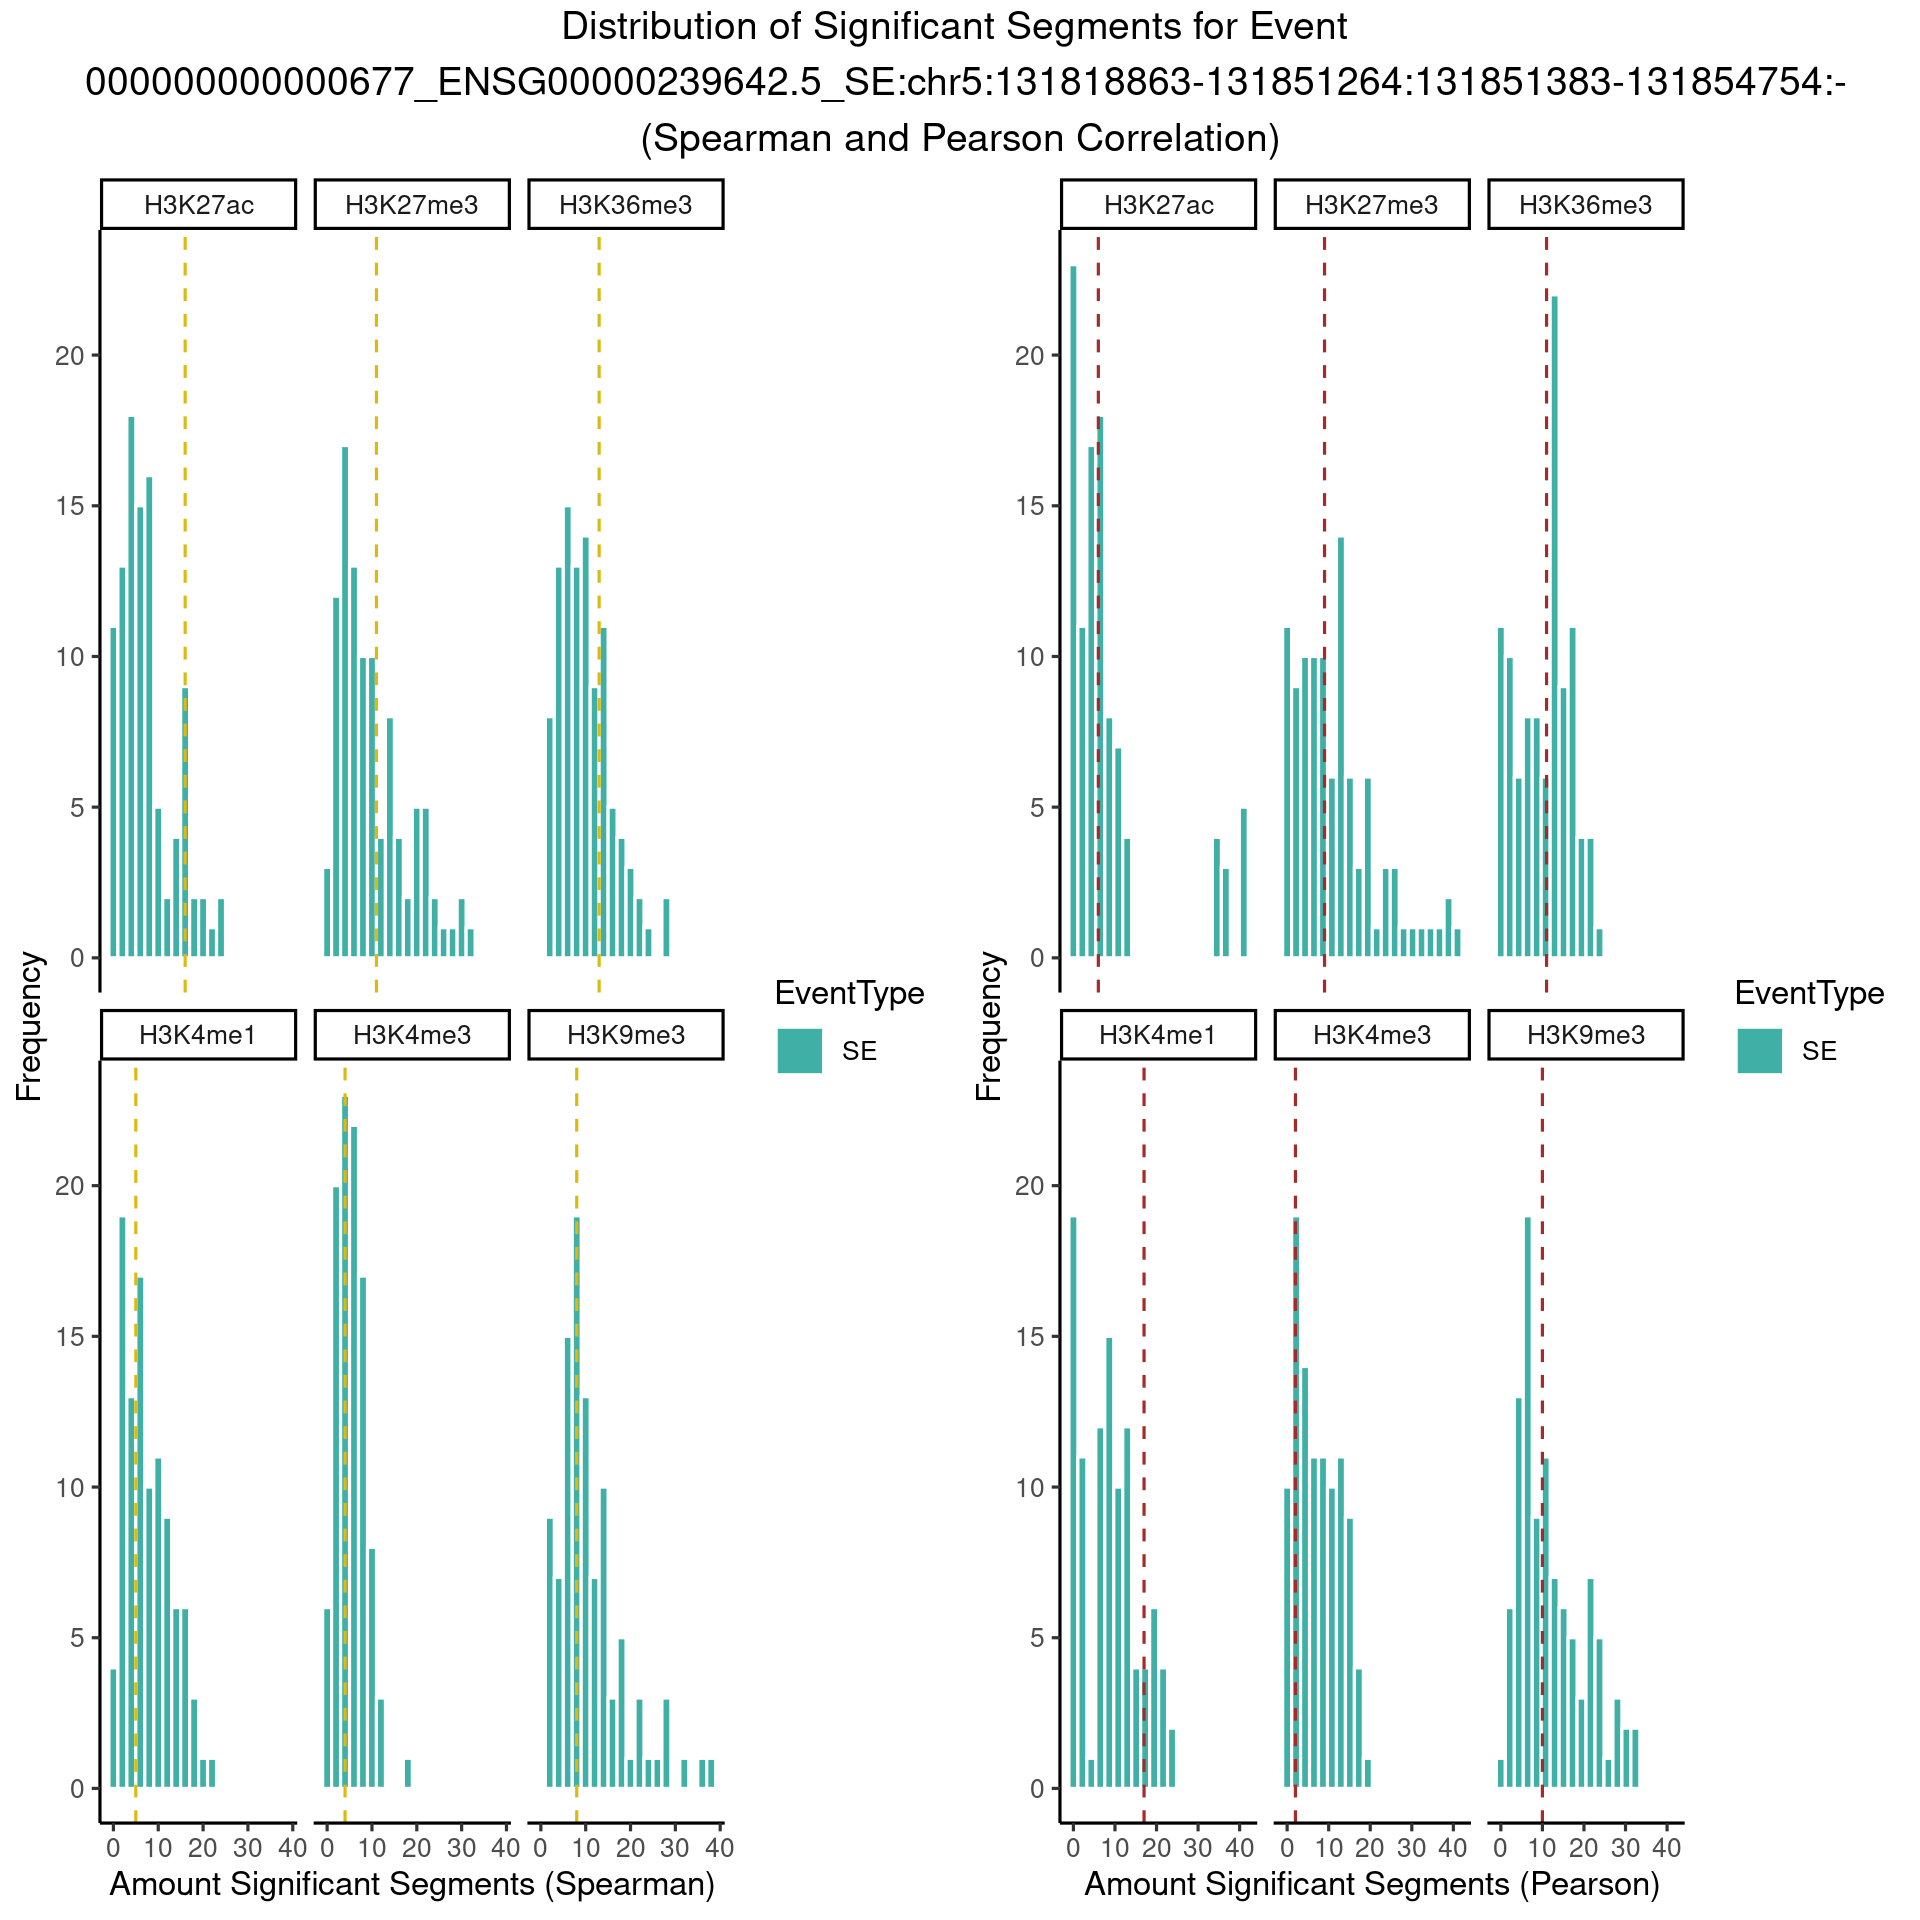 Distribution of Significant Segments for Event
000000000000677_ENSG00000239642.5_SE:chr5:131818863-131851264:131851383-131854754:-
(Spearman and Pearson Correlation)
H3K27ac H3K27me3 H3K36me3
20
15
10
5
0
H3K4me1 H3K4me3 H3K9me3
20
15
10
5
0
0 10 20 30 40 0 10 20 30 40 0 10 20 30 40
Frequency
Amount Significant Segments (Spearman)
EventType
SE
H3K27ac H3K27me3 H3K36me3
20
15
10
5
0
H3K4me1 H3K4me3 H3K9me3
20
15
10
5
0
0 10 20 30 40 0 10 20 30 40 0 10 20 30 40
Frequency
Amount Significant Segments (Pearson)
EventType
SE